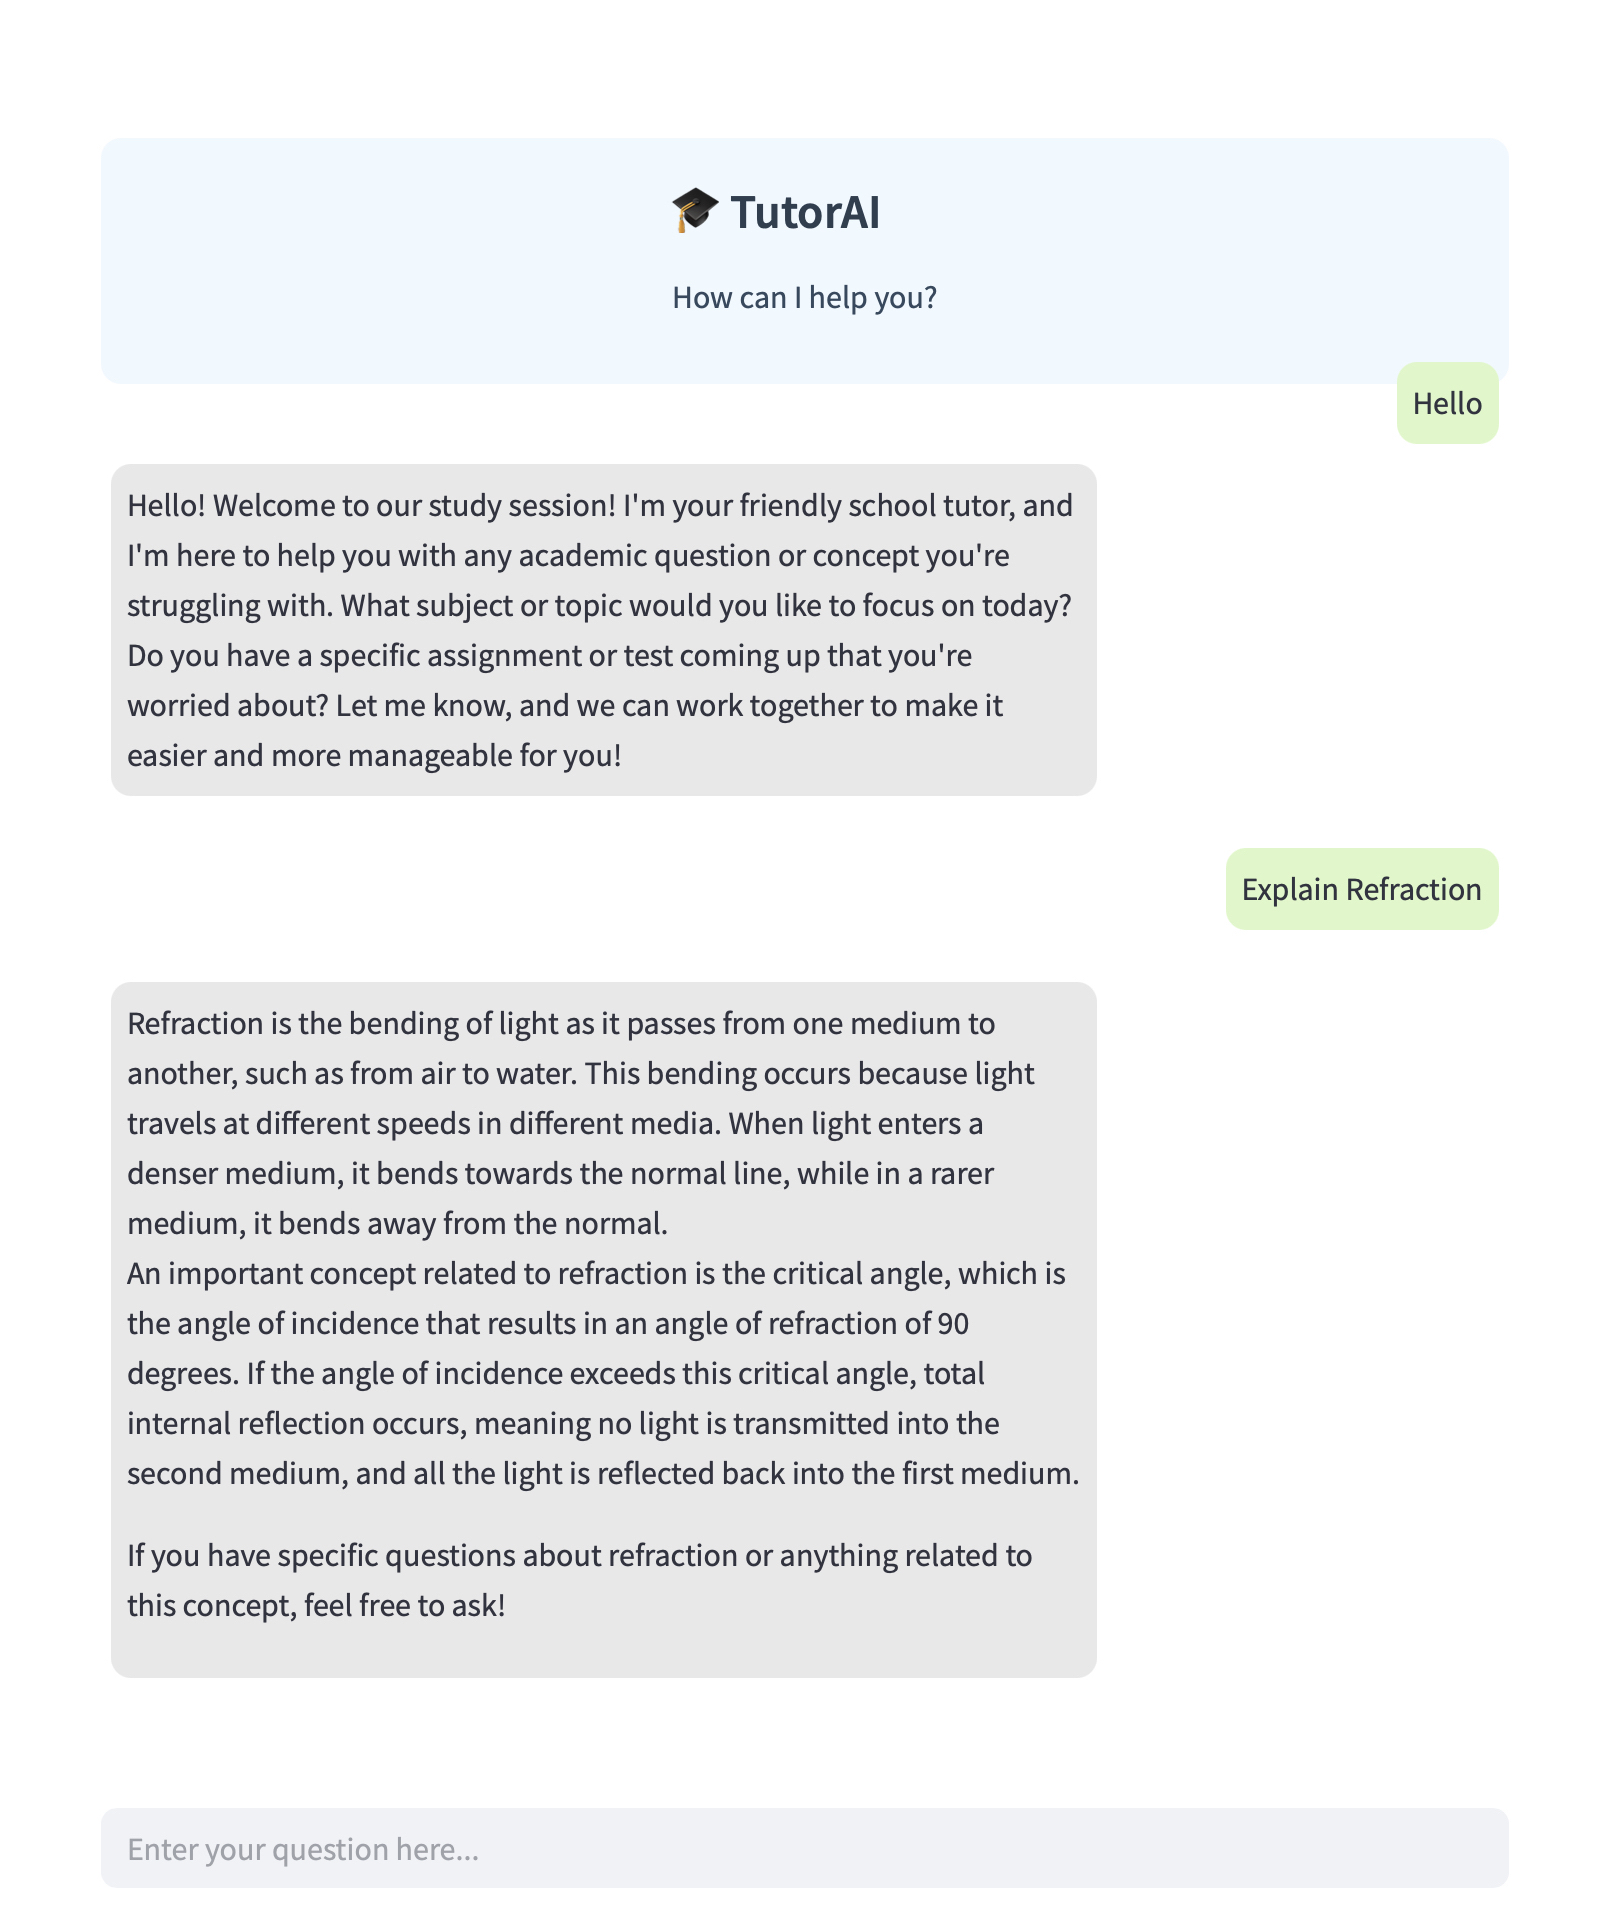 🎓 TutorAI
How can I help you?
Hello
Hello! Welcome to our study session! I'm your friendly school tutor, and
I'm here to help you with any academic question or concept you're
struggling with. What subject or topic would you like to focus on today?
Do you have a specific assignment or test coming up that you're
worried about? Let me know, and we can work together to make it
easier and more manageable for you!
Explain Refraction
Refraction is the bending of light as it passes from one medium to
another, such as from air to water. This bending occurs because light
travels at different speeds in different media. When light enters a
denser medium, it bends towards the normal line, while in a rarer
medium, it bends away from the normal.
An important concept related to refraction is the critical angle, which is
the angle of incidence that results in an angle of refraction of 90
degrees. If the angle of incidence exceeds this critical angle, total
internal reflection occurs, meaning no light is transmitted into the
second medium, and all the light is reflected back into the first medium.
If you have specific questions about refraction or anything related to
this concept, feel free to ask!
Enter your question here...